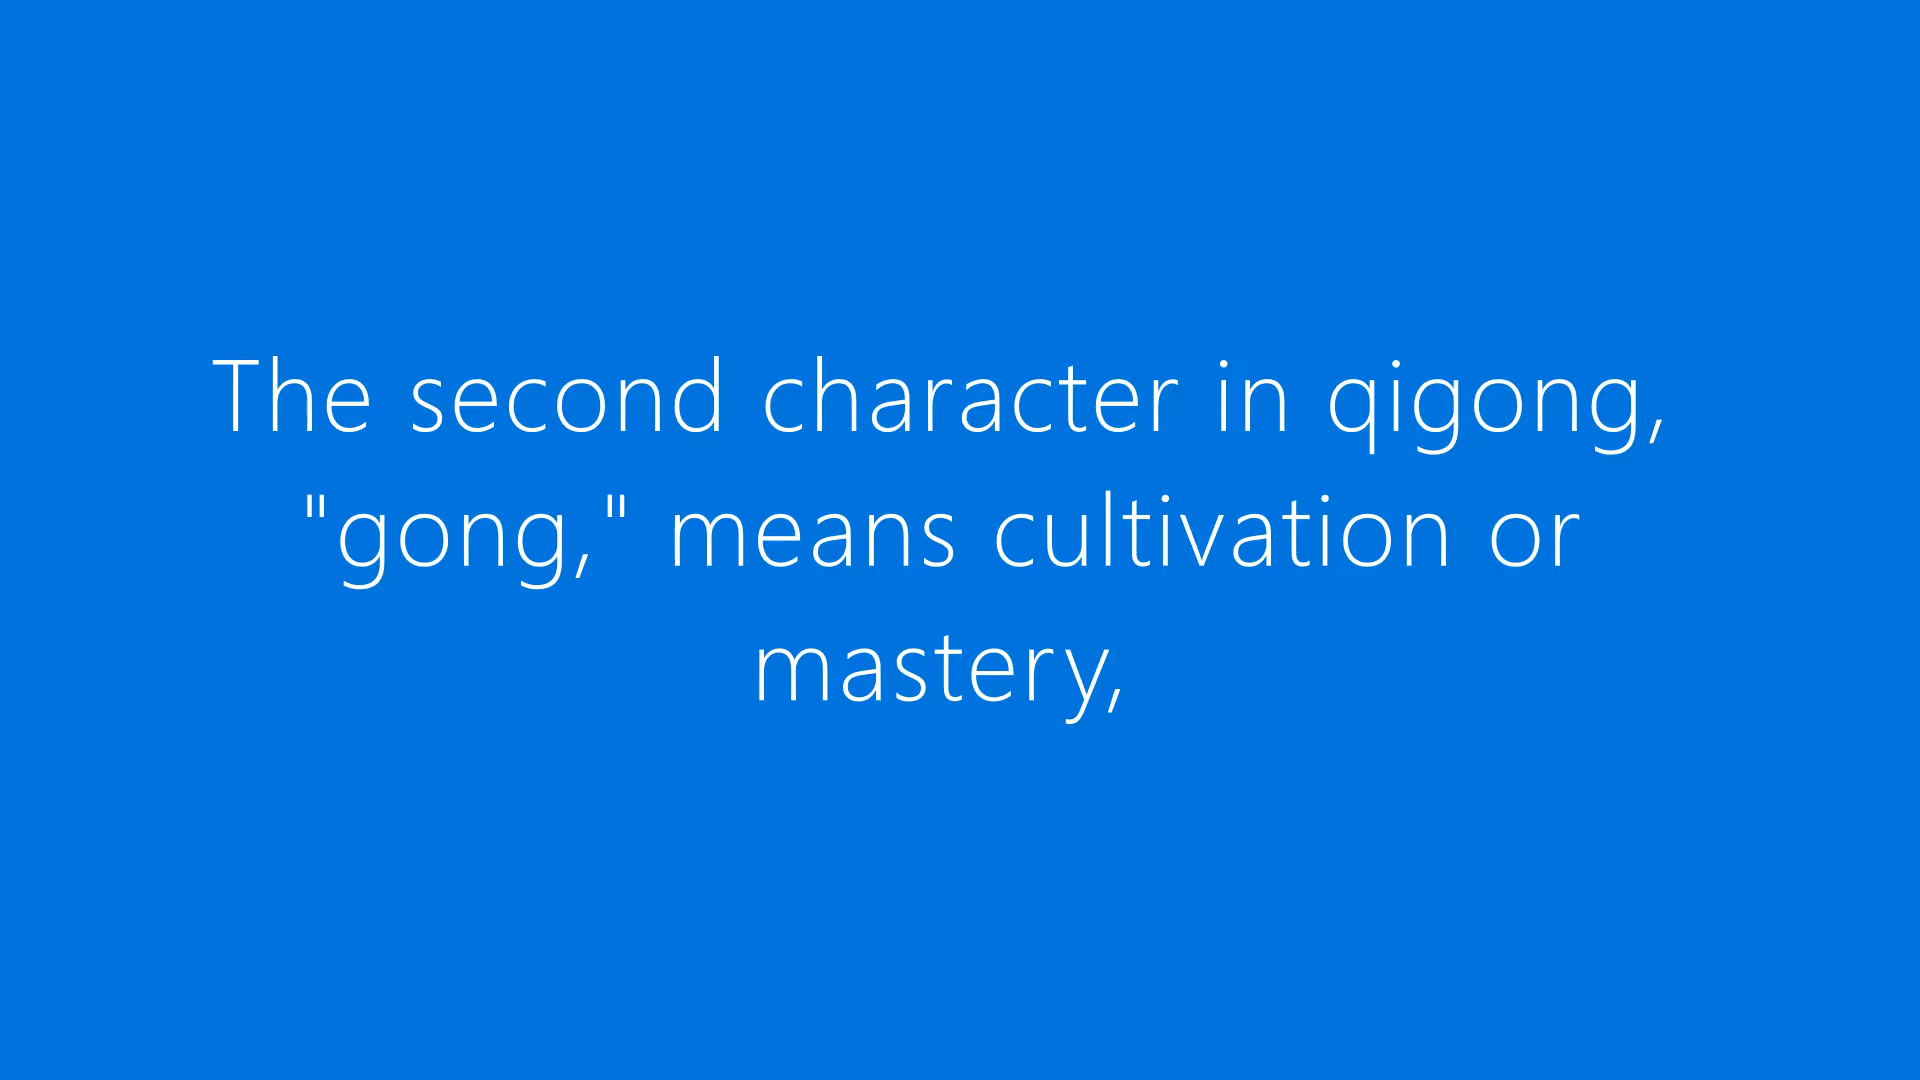 The second character in qigong,
"gong," means cultivation or
mastery,